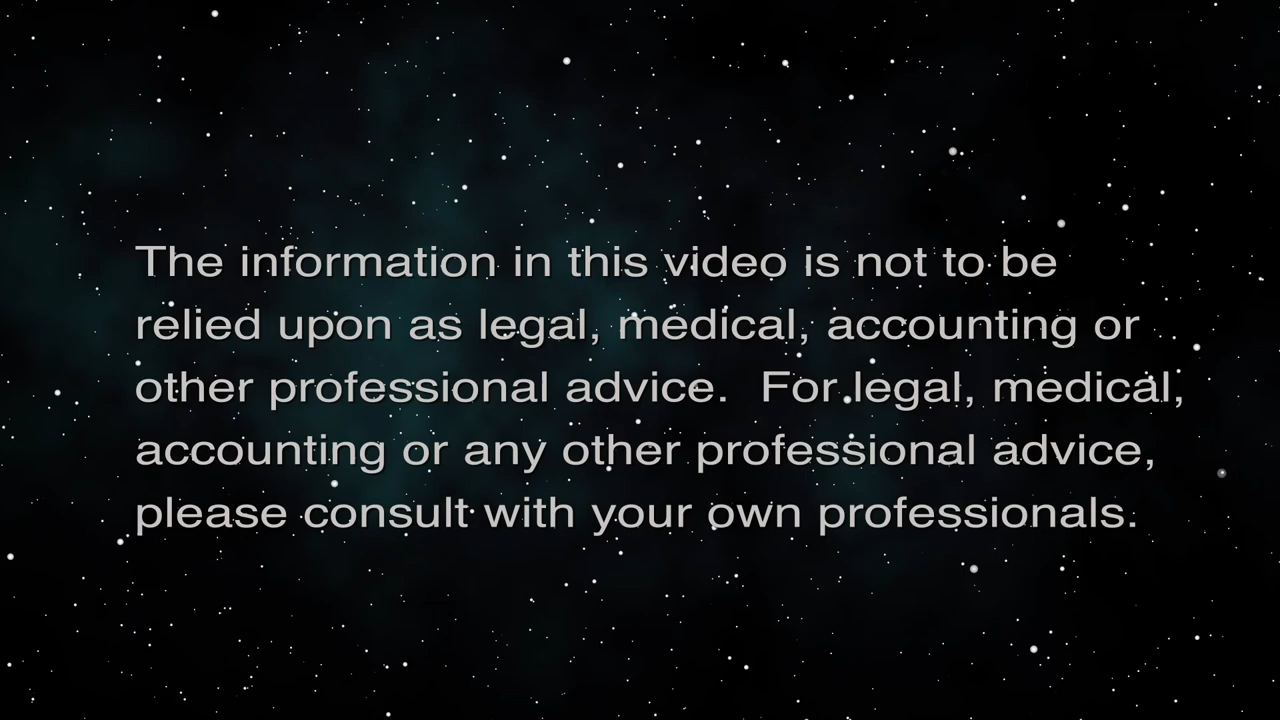 The information in this video is not to be
relied upon as legal, medical, accounting or
other professional advice.  For legal, medical,
accounting or any other professional advice,
please consult with your own professionals.